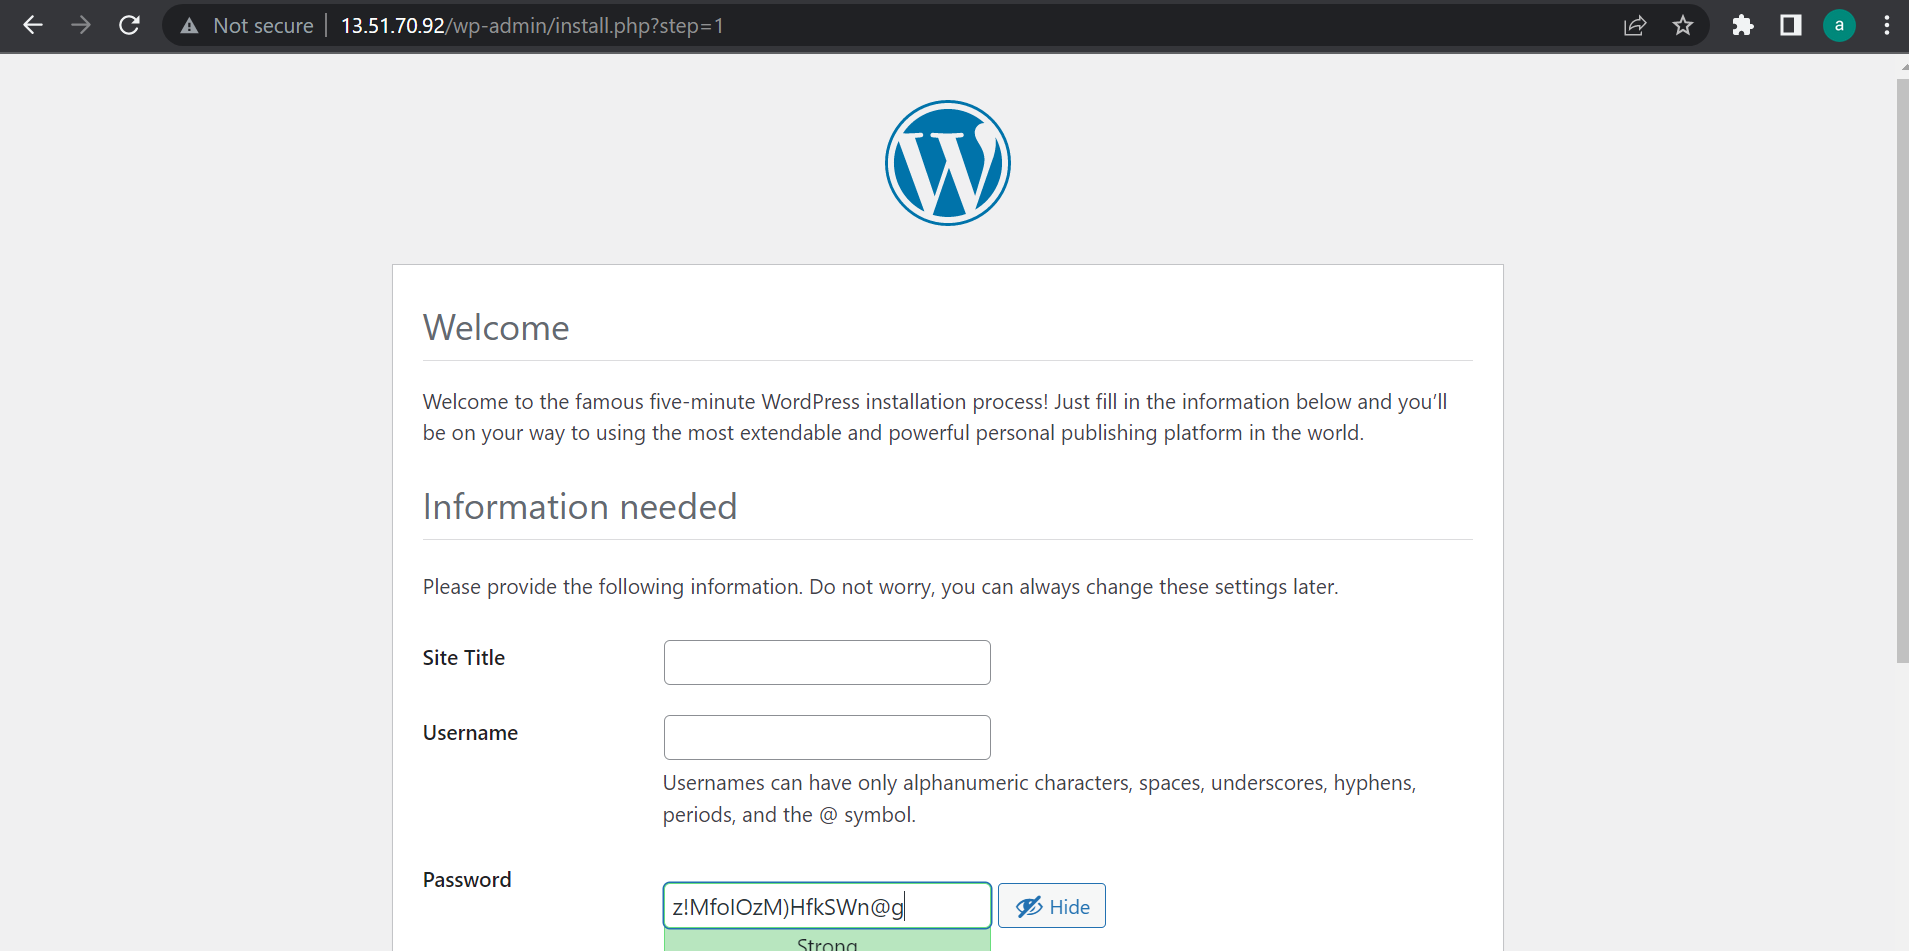 Not secure 13.51.70.92/wp-admin/install.php?step=1
a
W
Welcome
Welcome to the famous five-minute WordPress installation process! Just fill in the information below and you’ll
be on your way to using the most extendable and powerful personal publishing platform in the world.
Information needed
Please provide the following information. Do not worry, you can always change these settings later.
Site Title
Username
Usernames can have only alphanumeric characters, spaces, underscores, hyphens,
periods, and the @ symbol.
Password
z!MfoIOzM)HfkSWn@g
Hide
Strong